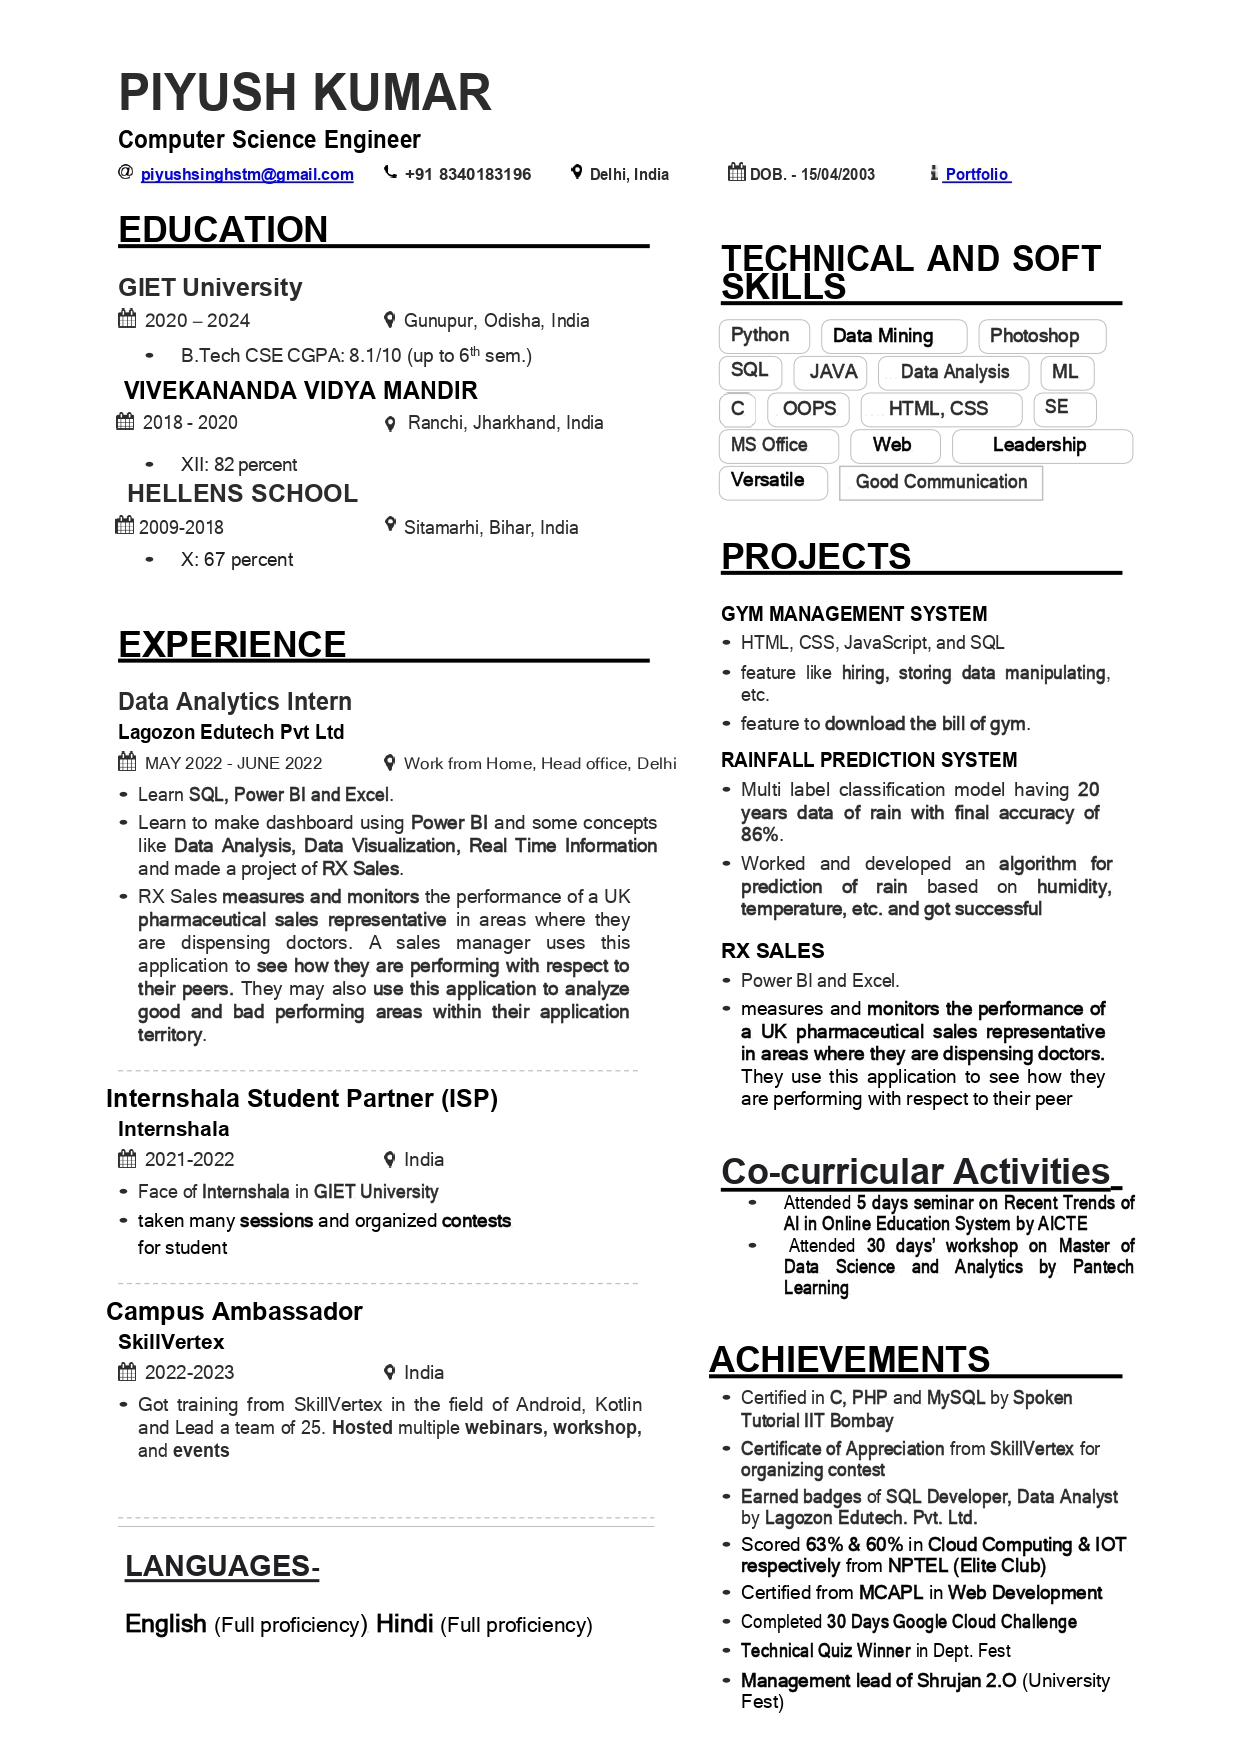 PIYUSH KUMAR
Computer Science Engineer
piyushsinghstm@gmail.com +91 8340183196 Delhi, India DOB. - 15/04/2003 Portfolio
EDUCATION
GIET University
2020 – 2024 Gunupur, Odisha, India
• B.Tech CSE CGPA: 8.1/10 (up to 6th sem.)
VIVEKANANDA VIDYA MANDIR
2018 - 2020 Ranchi, Jharkhand, India
• XII: 82 percent
HELLENS SCHOOL
2009-2018 Sitamarhi, Bihar, India
• X: 67 percent
EXPERIENCE
Data Analytics Intern
Lagozon Edutech Pvt Ltd
MAY 2022 - JUNE 2022 Work from Home, Head office, Delhi
• Learn SQL, Power BI and Excel.
• Learn to make dashboard using Power BI and some concepts
like Data Analysis, Data Visualization, Real Time Information
and made a project of RX Sales.
• RX Sales measures and monitors the performance of a UK
pharmaceutical sales representative in areas where they
are dispensing doctors. A sales manager uses this
application to see how they are performing with respect to
their peers. They may also use this application to analyze
good and bad performing areas within their application
territory.
Internshala Student Partner (ISP)
Internshala
2021-2022 India
• Face of Internshala in GIET University
• taken many sessions and organized contests
for student
Campus Ambassador
SkillVertex
2022-2023 India
• Got training from SkillVertex in the field of Android, Kotlin
and Lead a team of 25. Hosted multiple webinars, workshop,
and events
LANGUAGES-
English (Full proficiency) Hindi (Full proficiency)
TECHNICAL AND SOFT
SKILLS
Python Data Mining Photoshop
SQL JAVA Data Analysis ML
C OOPS HTML, CSS SE
MS Office Web Leadership
Versatile Good Communication
PROJECTS
GYM MANAGEMENT SYSTEM
• HTML, CSS, JavaScript, and SQL
• feature like hiring, storing data manipulating,
etc.
• feature to download the bill of gym.
RAINFALL PREDICTION SYSTEM
• Multi label classification model having 20
years data of rain with final accuracy of
86%.
• Worked and developed an algorithm for
prediction of rain based on humidity,
temperature, etc. and got successful
RX SALES
• Power BI and Excel.
• measures and monitors the performance of
a UK pharmaceutical sales representative
in areas where they are dispensing doctors.
They use this application to see how they
are performing with respect to their peer
Co-curricular Activities
• Attended 5 days seminar on Recent Trends of
AI in Online Education System by AICTE
• Attended 30 days’ workshop on Master of
Data Science and Analytics by Pantech
Learning
ACHIEVEMENTS
• Certified in C, PHP and MySQL by Spoken
Tutorial IIT Bombay
• Certificate of Appreciation from SkillVertex for
organizing contest
• Earned badges of SQL Developer, Data Analyst
by Lagozon Edutech. Pvt. Ltd.
• Scored 63% & 60% in Cloud Computing & IOT
respectively from NPTEL (Elite Club)
• Certified from MCAPL in Web Development
• Completed 30 Days Google Cloud Challenge
• Technical Quiz Winner in Dept. Fest
• Management lead of Shrujan 2.O (University
Fest)